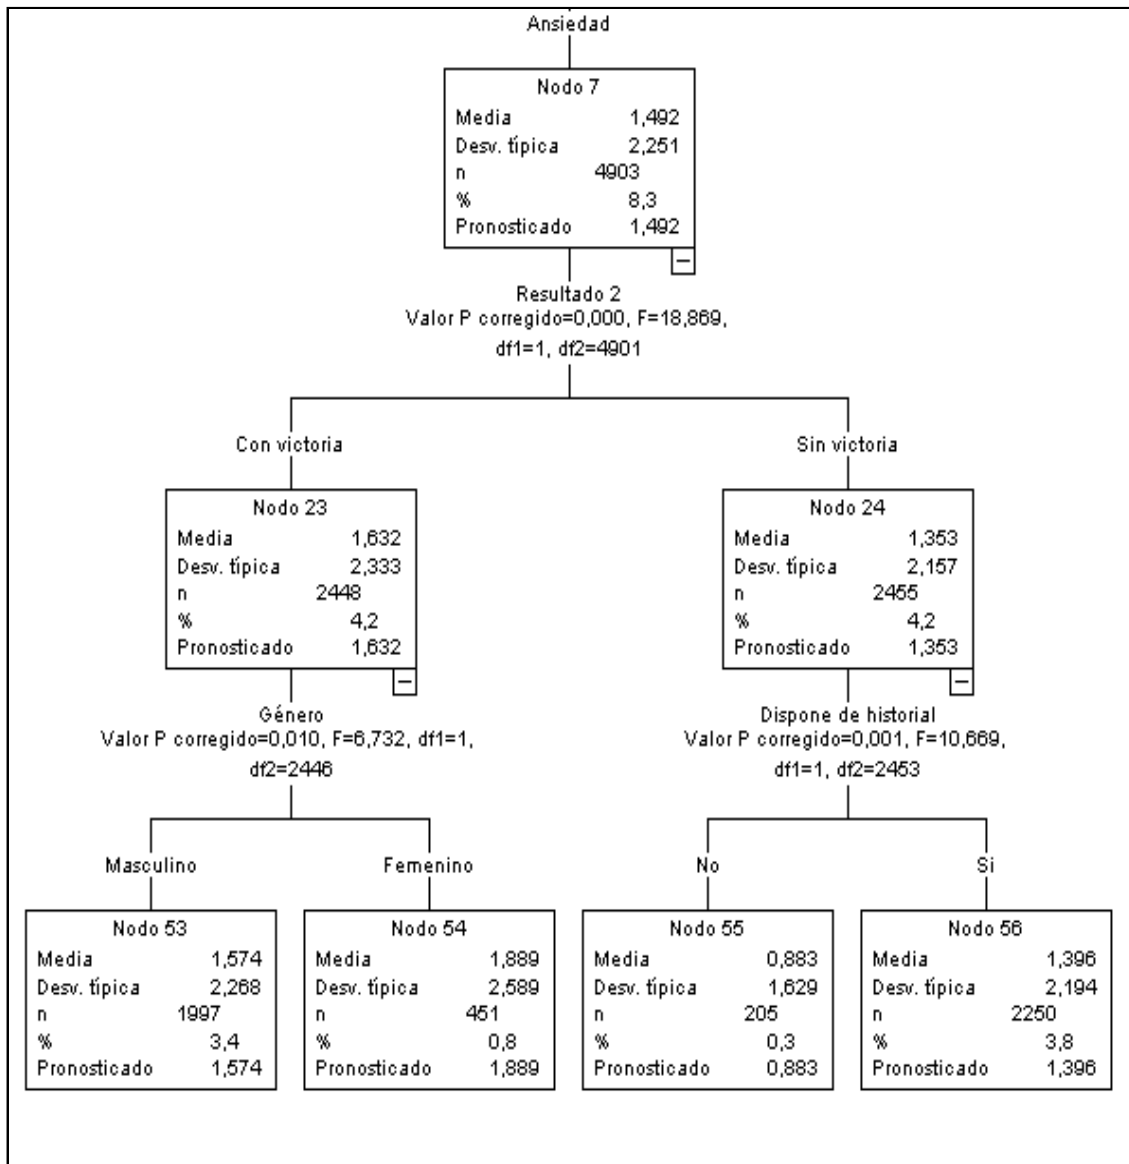 Ansiedad
Nodo 7
Media 1,492
Desv. típica 2,251
n 4903
% 8,3
Pronosticado 1,492
Resultado 2
Valor P corregido=0,000, F=18,869,
df1=1, df2=4901
Con victoria
Sin victoria
Nodo 23
Media 1,632
Desv. típica 2,333
n 2448
% 4,2
Pronosticado 1,632
Nodo 24
Media 1,353
Desv. típica 2,157
n 2455
% 4,2
Pronosticado 1,353
Género
Valor P corregido=0,010, F=6,732, df1=1,
df2=2446
Dispone de historial
Valor P corregido=0,001, F=10,669,
df1=1, df2=2453
Masculino
Femenino
No
Si
Nodo 53
Media 1,574
Desv. típica 2,268
n 1997
% 3,4
Pronosticado 1,574
Nodo 54
Media 1,889
Desv. típica 2,589
n 451
% 0,8
Pronosticado 1,889
Nodo 55
Media 0,883
Desv. típica 1,629
n 205
% 0,3
Pronosticado 0,883
Nodo 56
Media 1,396
Desv. típica 2,194
n 2250
% 3,8
Pronosticado 1,396